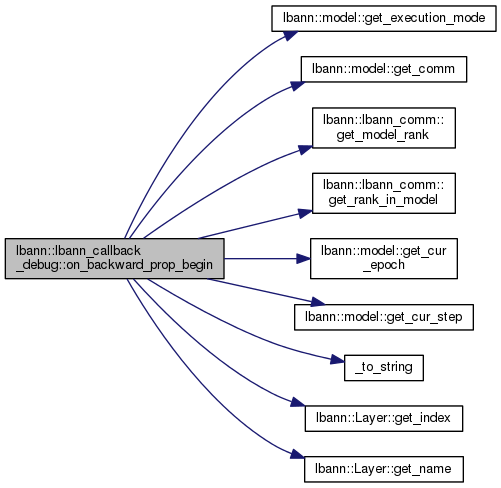 lbann::model::get_execution_mode
lbann::model::get_comm
lbann::lbann_comm::
get_model_rank
lbann::lbann_comm::
get_rank_in_model
lbann::lbann_callback
_debug::on_backward_prop_begin
lbann::model::get_cur
_epoch
lbann::model::get_cur_step
_to_string
lbann::Layer::get_index
lbann::Layer::get_name